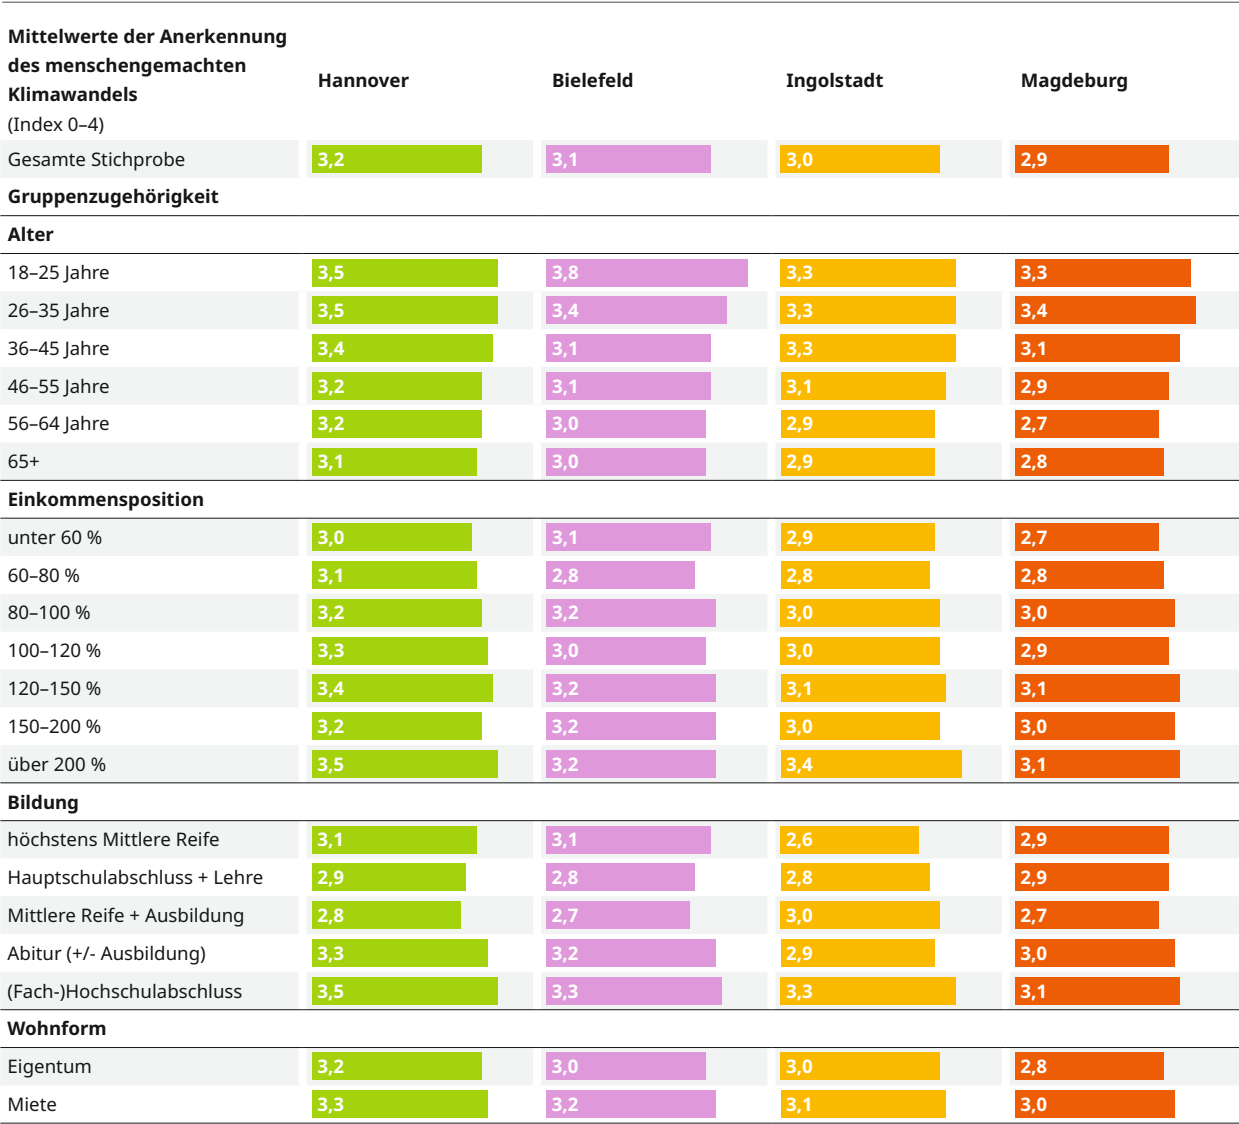 Mittelwerte der Anerkennung
des menschengemachten
Klimawandels
(Index 0–4)
Hannover Bielefeld Ingolstadt Magdeburg
Gesamte Stichprobe 3,2 3,1 3,0 2,9
Gruppenzugehörigkeit
Alter
18–25 Jahre 3,5 3,8 3,3 3,3
26–35 Jahre 3,5 3,4 3,3 3,4
36–45 Jahre 3,4 3,1 3,3 3,1
46–55 Jahre 3,2 3,1 3,1 2,9
56–64 Jahre 3,2 3,0 2,9 2,7
65+ 3,1 3,0 2,9 2,8
Einkommensposition
unter 60 % 3,0 3,1 2,9 2,7
60–80 % 3,1 2,8 2,8 2,8
80–100 % 3,2 3,2 3,0 3,0
100–120 % 3,3 3,0 3,0 2,9
120–150 % 3,4 3,2 3,1 3,1
150–200 % 3,2 3,2 3,0 3,0
über 200 % 3,5 3,2 3,4 3,1
Bildung
höchstens Mittlere Reife 3,1 3,1 2,6 2,9
Hauptschulabschluss + Lehre 2,9 2,8 2,8 2,9
Mittlere Reife + Ausbildung 2,8 2,7 3,0 2,7
Abitur (+/- Ausbildung) 3,3 3,2 2,9 3,0
(Fach-)Hochschulabschluss 3,5 3,3 3,3 3,1
Wohnform
Eigentum 3,2 3,0 3,0 2,8
Miete 3,3 3,2 3,1 3,0